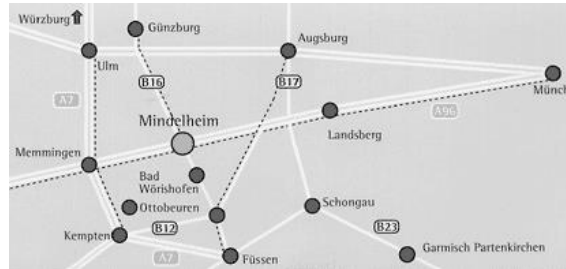 Würzburg
Günzburg
Augsburg
Ulm
B16
B17
Münch
A7
A96
Mindelheim
Landsberg
Memmingen
Bad
Wörishofen
Ottobeuren
Schongau
B12
B23
Kempten
A7
Füssen
Garmisch Partenkirchen